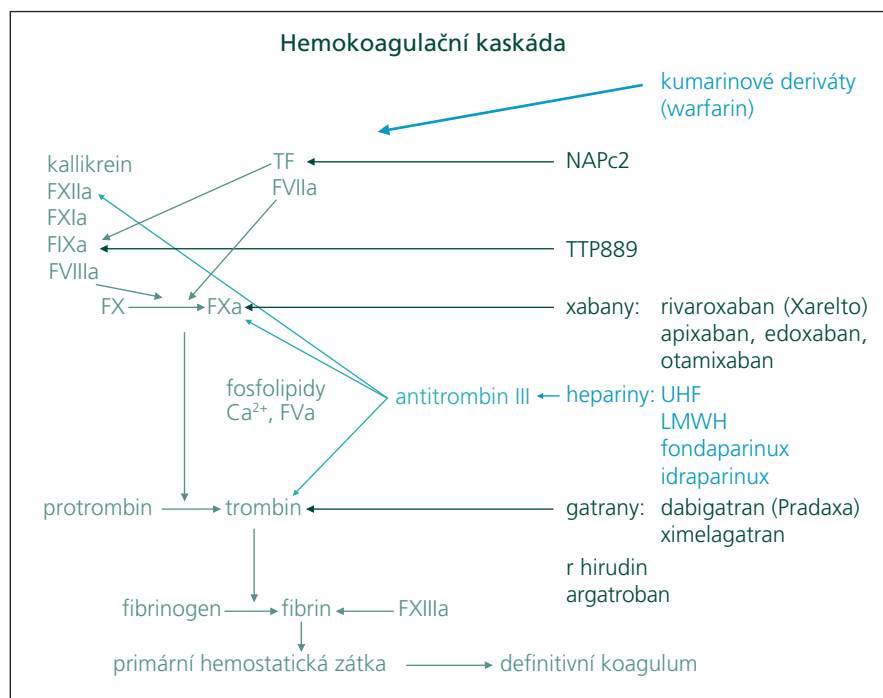 Hemokoagulační kaskáda
kumarinové deriváty
(warfarin)
kallikrein
FXIIa
FXIa
FIXa
FVIIIa
TF
FVIIa
NAPc2
TTP889
FX
FXa
xabany: rivaroxaban (Xarelto)
apixaban, edoxaban,
otamixaban
fosfolipidy
Ca²⁺, FVa
antitrombin III
hepariny: UHF
LMWH
fondaparinux
idraparinux
protrombin
trombin
gatrany: dabigatran (Pradaxa)
ximelagatran
r hirudin
argatroban
fibrinogen
fibrin
FXIIIa
primární hemostatická zátka
definitivní koagulum